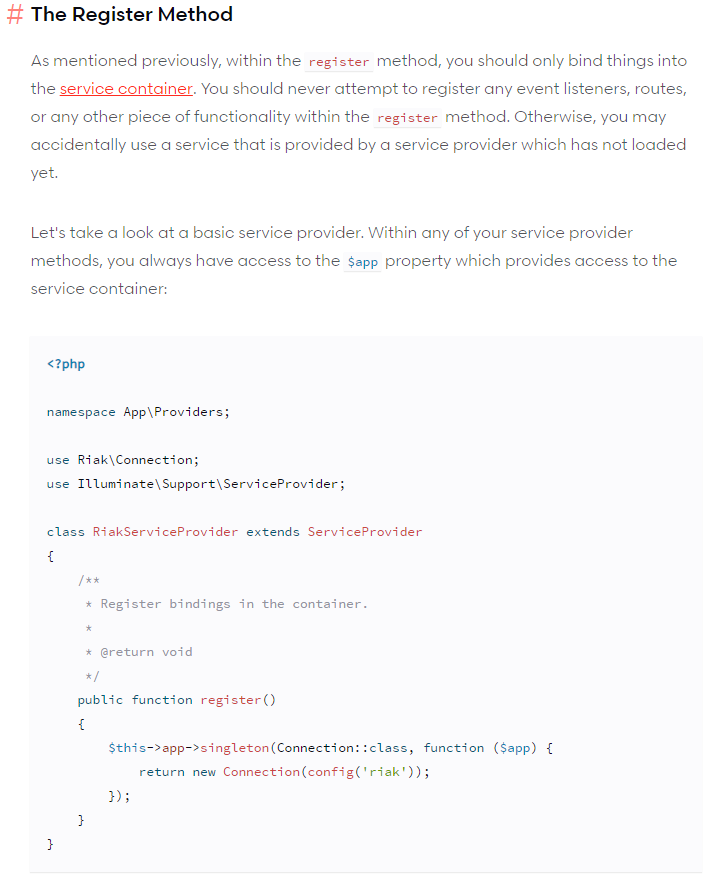 # The Register Method
As mentioned previously, within the register method, you should only bind things into
the service container. You should never attempt to register any event listeners, routes,
or any other piece of functionality within the register method. Otherwise, you may
accidentally use a service that is provided by a service provider which has not loaded
yet.
Let's take a look at a basic service provider. Within any of your service provider
methods, you always have access to the $app property which provides access to the
service container:
<?php
namespace App\Providers;
use Riak\Connection;
use Illuminate\Support\ServiceProvider;
class RiakServiceProvider extends ServiceProvider
{
    /**
     * Register bindings in the container.
     *
     * @return void
     */
    public function register()
    {
        $this->app->singleton(Connection::class, function ($app) {
            return new Connection(config('riak'));
        });
    }
}